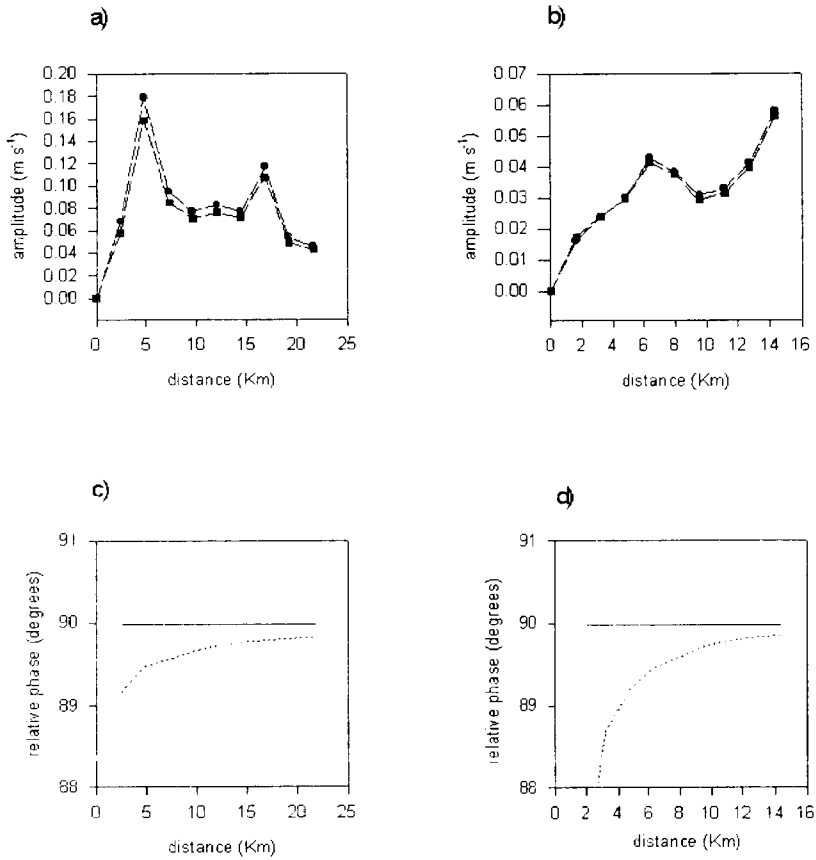 a)
0.20
0.18
0.16
0.14
0.12
0.10
0.08
0.06
0.04
0.02
0.00
amplitude (m s⁻¹)
0 5 10 15 20 25
distance (Km)
b)
0.07
0.06
0.05
0.04
0.03
0.02
0.01
0.00
amplitude (m s⁻¹)
0 2 4 6 8 10 12 14 16
distance (Km)
c)
91
90
89
88
relative phase (degrees)
0 5 10 15 20 25
distance (Km)
d)
91
90
89
88
relative phase (degrees)
0 2 4 6 8 10 12 14 16
distance (Km)